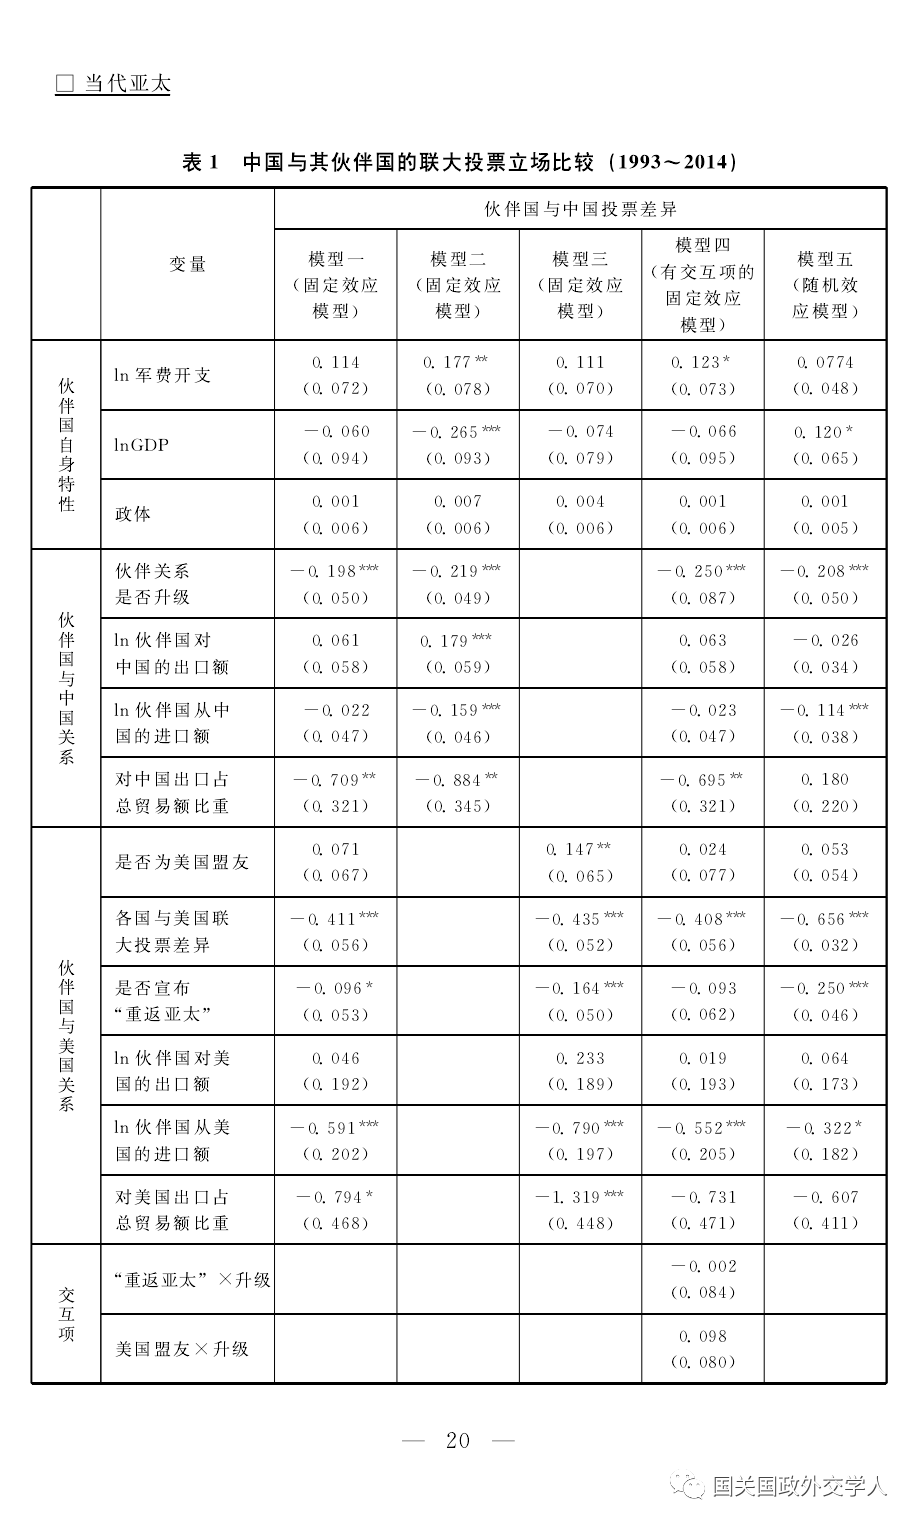 □ 当代亚太
表 1 中国与其伙伴国的联大投票立场比较 (1993～2014)
变量 伙伴国与中国投票差异
模型一（固定效应模型） 模型二（固定效应模型） 模型三（固定效应模型） 模型四（有交互项的固定效应模型） 模型五（随机效应模型）
伙伴国自身特性
ln 军费开支 0.114 0.177** 0.111 0.123* 0.0774
(0.072) (0.078) (0.070) (0.073) (0.048)
lnGDP －0.060 －0.265*** －0.074 －0.066 0.120*
(0.094) (0.093) (0.079) (0.095) (0.065)
政体 0.001 0.007 0.004 0.001 0.001
(0.006) (0.006) (0.006) (0.006) (0.005)
伙伴国与中国关系
伙伴关系 －0.198*** －0.219*** －0.250*** －0.208***
是否升级 (0.050) (0.049) (0.087) (0.050)
ln 伙伴国对 0.061 0.179*** 0.063 －0.026
中国的出口额 (0.058) (0.059) (0.058) (0.034)
ln 伙伴国从中 －0.022 －0.159*** －0.023 －0.114***
国的进口额 (0.047) (0.046) (0.047) (0.038)
对中国出口占 －0.709** －0.884** －0.695** 0.180
总贸易额比重 (0.321) (0.345) (0.321) (0.220)
伙伴国与美国关系
是否为美国盟友 0.071 0.147** 0.024 0.053
(0.067) (0.065) (0.077) (0.054)
各国与美国联 －0.411*** －0.435*** －0.408*** －0.656***
大投票差异 (0.056) (0.052) (0.056) (0.032)
是否宣布 －0.096* －0.164*** －0.093 －0.250***
“重返亚太” (0.053) (0.050) (0.062) (0.046)
ln 伙伴国对美 0.046 0.233 0.019 0.064
国的出口额 (0.192) (0.189) (0.193) (0.173)
ln 伙伴国从美 －0.591*** －0.790*** －0.552*** －0.322*
国的进口额 (0.202) (0.197) (0.205) (0.182)
对美国出口占 －0.794* －1.319*** －0.731 －0.607
总贸易额比重 (0.468) (0.448) (0.471) (0.411)
交互项
“重返亚太”×升级 －0.002
(0.084)
美国盟友×升级 0.098
(0.080)
— 20 —
国关国政外交学人